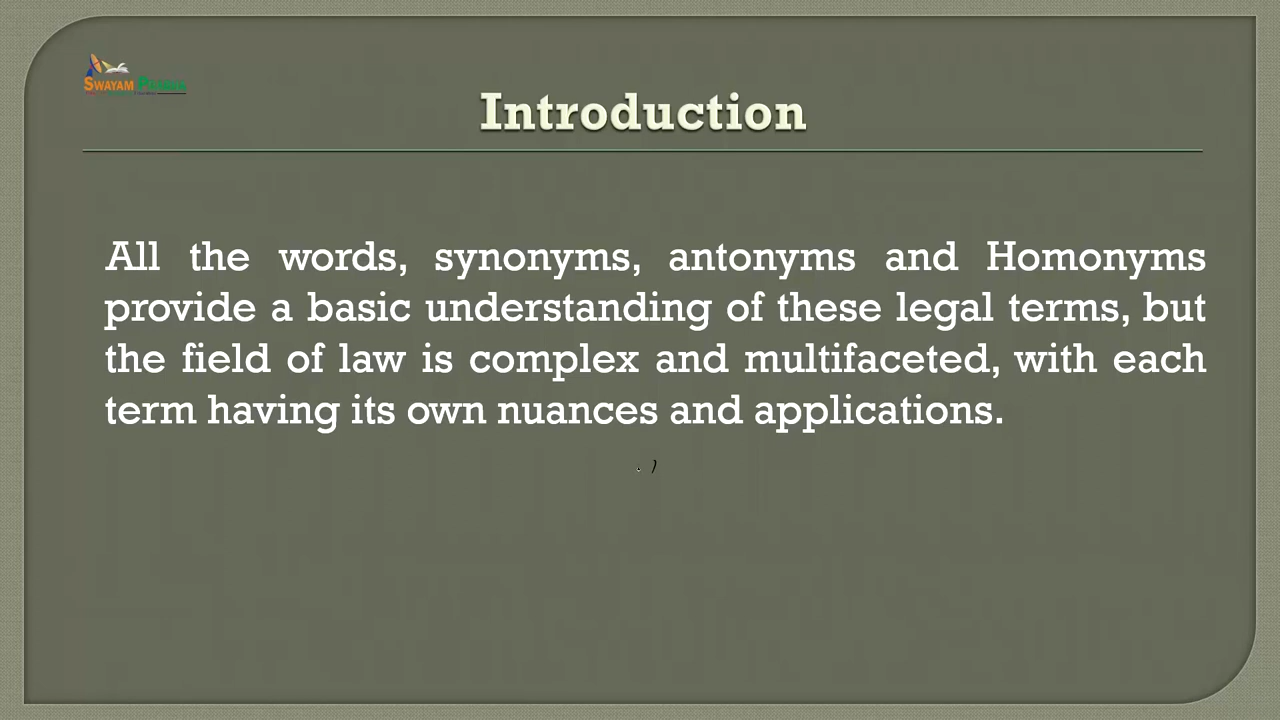 SWAYAM PRABHA
Introduction
All the words, synonyms, antonyms and Homonyms
provide a basic understanding of these legal terms, but
the field of law is complex and multifaceted, with each
term having its own nuances and applications.